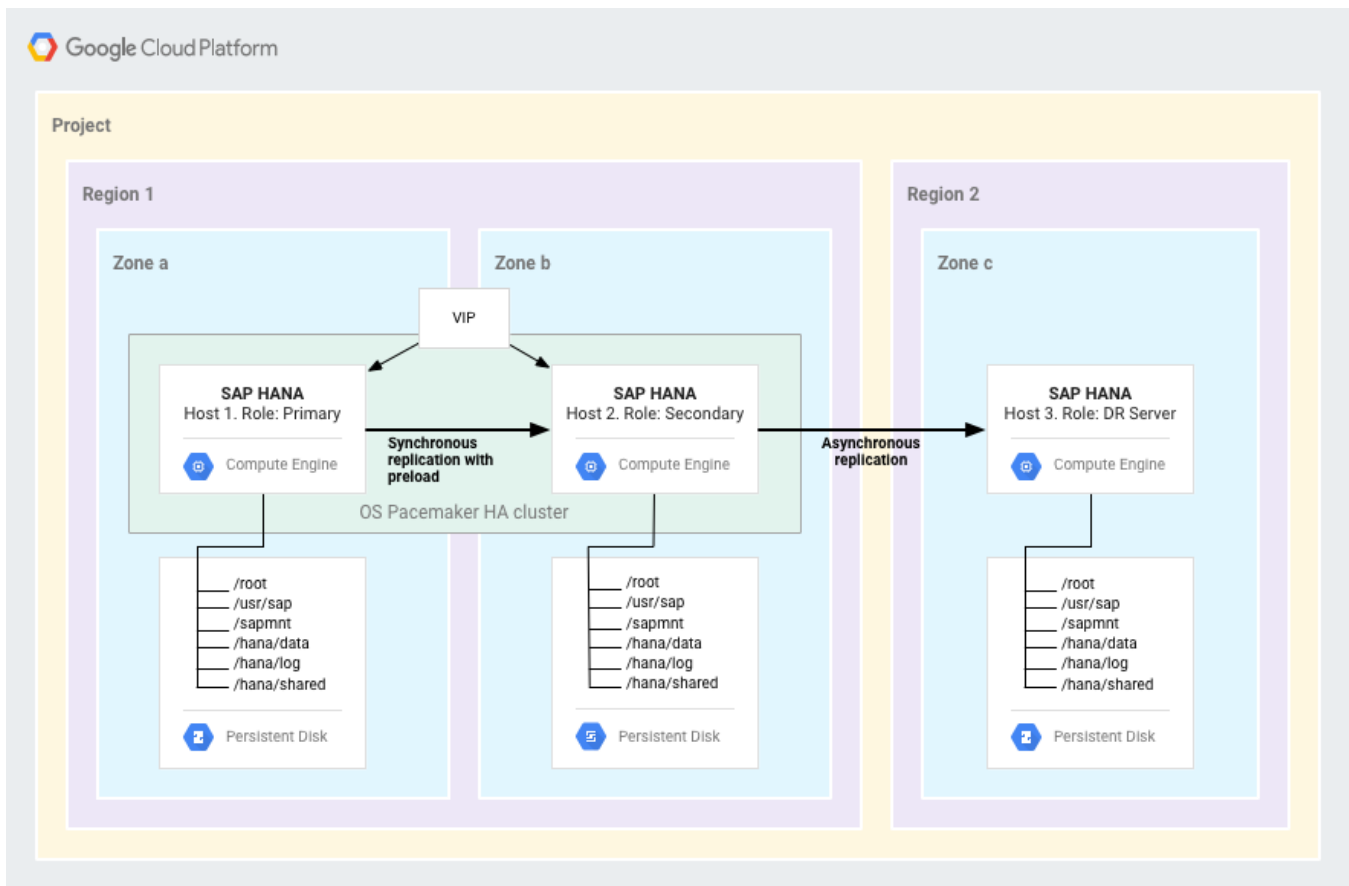 Google Cloud Platform
Project
Region 1
Region 2
Zone a
Zone b
Zone c
VIP
SAP HANA
Host 1. Role: Primary
Compute Engine
Synchronous
replication with
preload
SAP HANA
Host 2. Role: Secondary
Compute Engine
Asynchronous
replication
SAP HANA
Host 3. Role: DR Server
Compute Engine
OS Pacemaker HA cluster
/root
/usr/sap
/sapmnt
/hana/data
/hana/log
/hana/shared
Persistent Disk
/root
/usr/sap
/sapmnt
/hana/data
/hana/log
/hana/shared
Persistent Disk
/root
/usr/sap
/sapmnt
/hana/data
/hana/log
/hana/shared
Persistent Disk